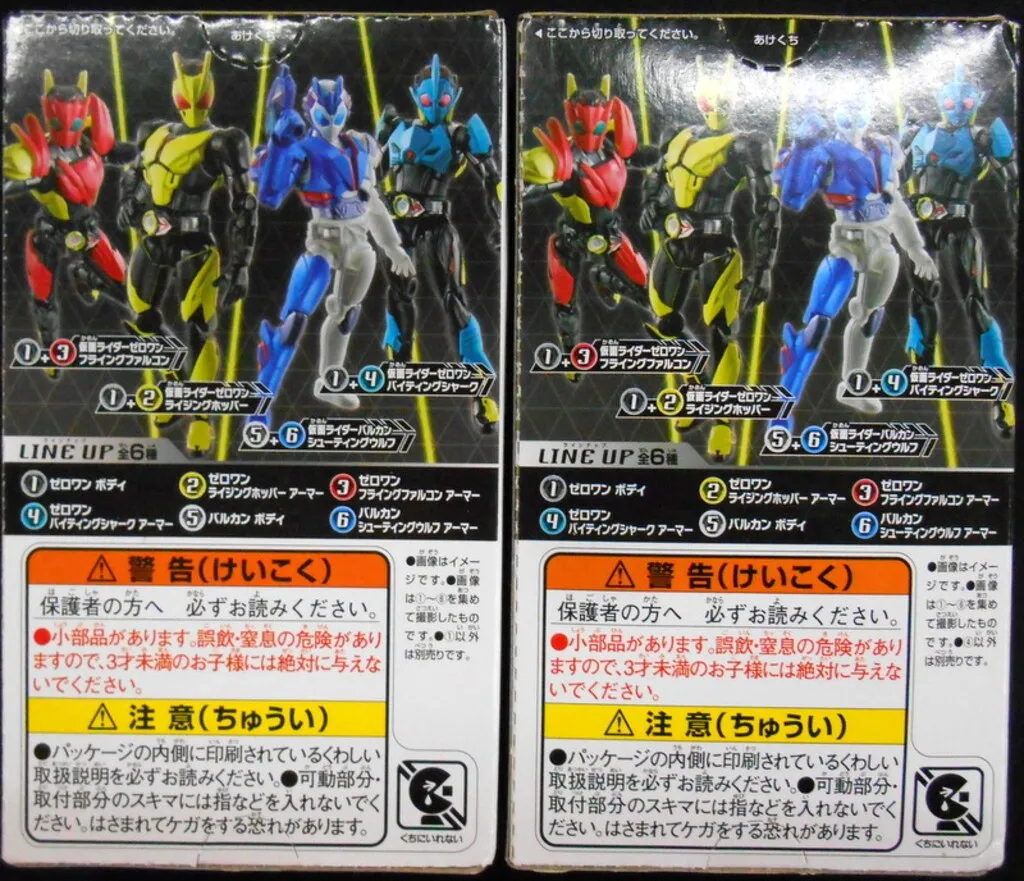 ここから切り取ってください。
あけくち
①+③ 仮面ライダーゼロワン
フライングファルコン
①+④ 仮面ライダーゼロワン
バイティングシャーク
①+② 仮面ライダーゼロワン
ライジングホッパー
⑤+⑥ 仮面ライダーバルカン
シューティングウルフ
LINE UP 全6種
① ゼロワン ボディ
② ゼロワン
ライジングホッパー アーマー
③ ゼロワン
フライングファルコン アーマー
④ ゼロワン
バイティングシャーク アーマー
⑤ バルカン ボディ
⑥ バルカン
シューティングウルフ アーマー
⚠ 警告(けいこく)
保護者の方へ 必ずお読みください。
●小部品があります。誤飲・窒息の危険があり
ますので、3才未満のお子様には絶対に与えな
いでください。
⚠ 注意(ちゅうい)
●パッケージの内側に印刷されているくわしい
取扱説明を必ずお読みください。●可動部分・
取付部分のスキマには指などを入れないでく
ださい。はさまれてケガをする恐れがあります。
●画像はイメー
ジです。●画像
は①~⑥を集め
て撮影したもの
です。●①以外
は別売りです。
くちにいれない
◀ここから切り取ってください。
あけくち
①+③ 仮面ライダーゼロワン
フライングファルコン
①+④ 仮面ライダーゼロワン
バイティングシャーク
①+② 仮面ライダーゼロワン
ライジングホッパー
⑤+⑥ 仮面ライダーバルカン
シューティングウルフ
LINE UP 全6種
① ゼロワン ボディ
② ゼロワン
ライジングホッパー アーマー
③ ゼロワン
フライングファルコン アーマー
④ ゼロワン
バイティングシャーク アーマー
⑤ バルカン ボディ
⑥ バルカン
シューティングウルフ アーマー
⚠ 警告(けいこく)
保護者の方へ 必ずお読みください。
●小部品があります。誤飲・窒息の危険があり
ますので、3才未満のお子様には絶対に与えな
いでください。
⚠ 注意(ちゅうい)
●パッケージの内側に印刷されているくわしい
取扱説明を必ずお読みください。●可動部分・
取付部分のスキマには指などを入れないでく
ださい。はさまれてケガをする恐れがあります。
●画像はイメー
ジです。●画像
は①~⑥を集め
て撮影したもの
です。●④以外
は別売りです。
くちにいれない